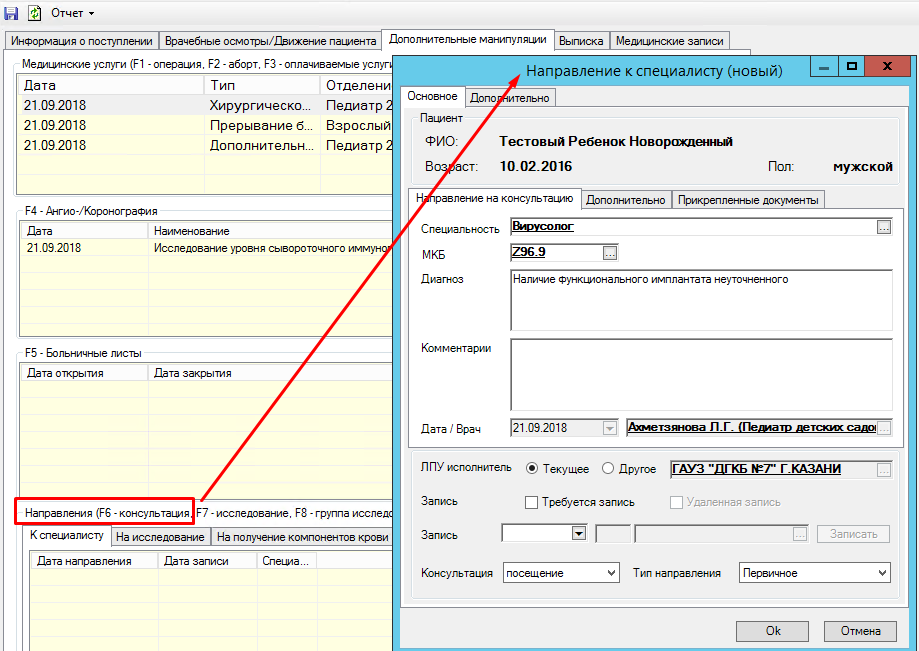 Отчет
Информация о поступлении
Врачебные осмотры/Движение пациента
Дополнительные манипуляции
Выписка
Медицинские записи
Медицинские услуги (F1 - операция, F2 - аборт, F3 - оплачиваемые услуги
Дата Тип Отделени
21.09.2018 Хирургическо... Педиатр 2
21.09.2018 Прерывание б... Взрослый
21.09.2018 Дополнительн... Педиатр 2
F4 - Ангио-/Коронография
Дата Наименование
21.09.2018 Исследование уровня сывороточного иммуног
F5 - Больничные листы
Дата открытия Дата закрытия
Направления (F6 - консультация, F7 - исследование, F8 - группа исследо
К специалисту На исследование На получение компонентов крови
Дата направления Дата записи Специа...
Направление к специалисту (новый)
Основное Дополнительно
Пациент
ФИО: Тестовый Ребенок Новорожденный
Возраст: 10.02.2016 Пол: мужской
Направление на консультацию Дополнительно Прикрепленные документы
Специальность Вирусолог ...
МКБ Z96.9 ...
Диагноз Наличие функционального имплантата неуточненного
Комментарии
Дата / Врач 21.09.2018 Ахметзянова Л.Г. (Педиатр детских садо ...
ЛПУ исполнитель Текущее Другое ГАУЗ "ДГКБ №7" Г.КАЗАНИ ...
Запись Требуется запись Удаленная запись
Запись ... Записать
Консультация посещение Тип направления Первичное
Ok Отмена